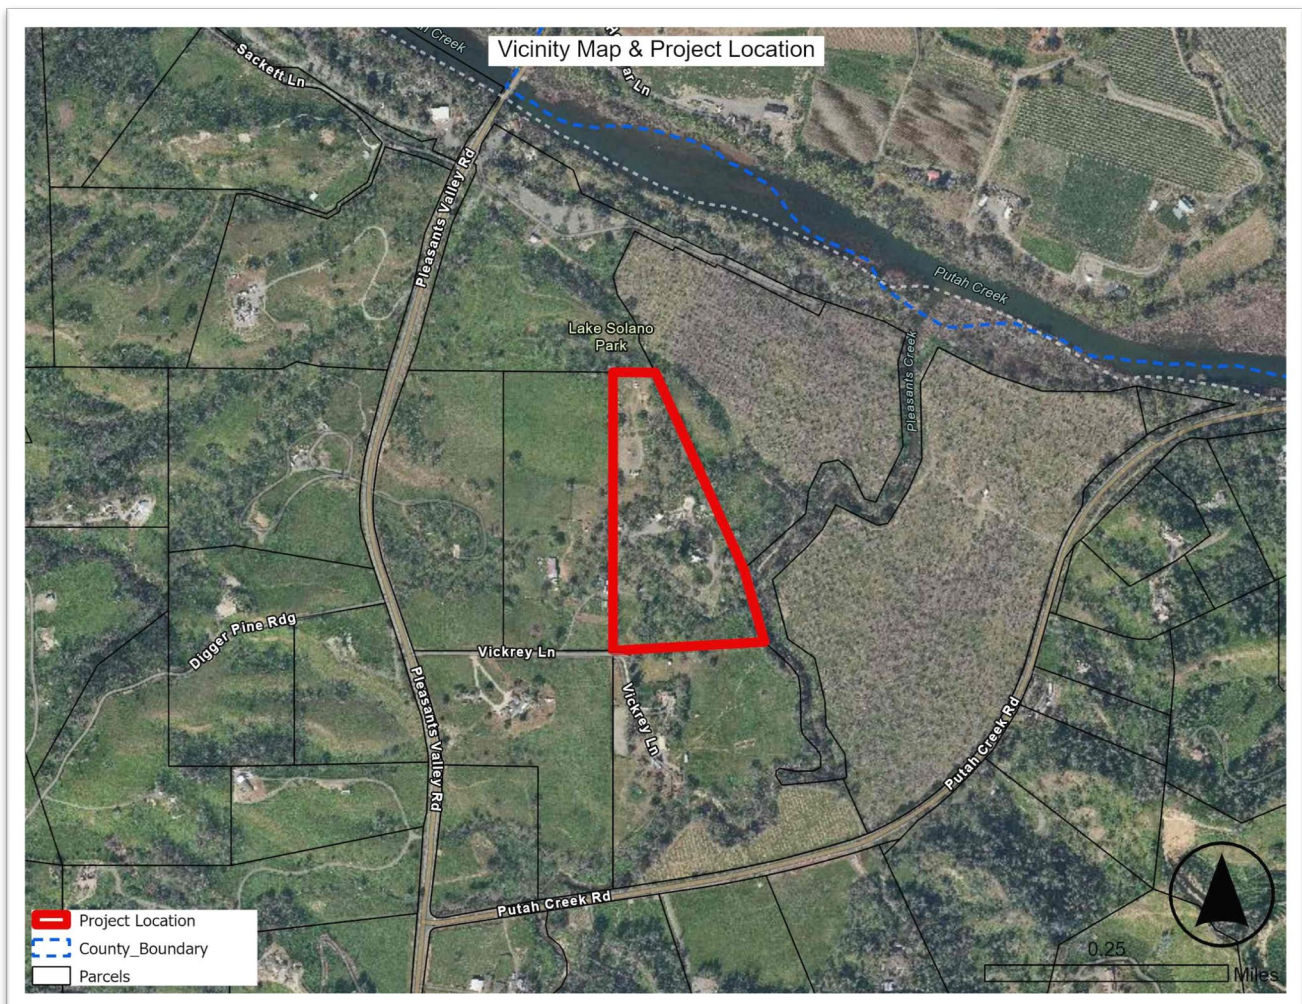 Vicinity Map & Project Location
Creek
Sackett Ln
Ln
Pleasants Valley Rd
Putah Creek
Lake Solano
Park
Pleasants Creek
Digger Pine Rdg
Vickrey Ln
Vickrey Ln
Pleasants Valley Rd
Putah Creek Rd
Putah Creek Rd
Project Location
County_Boundary
Parcels
0.25
Miles